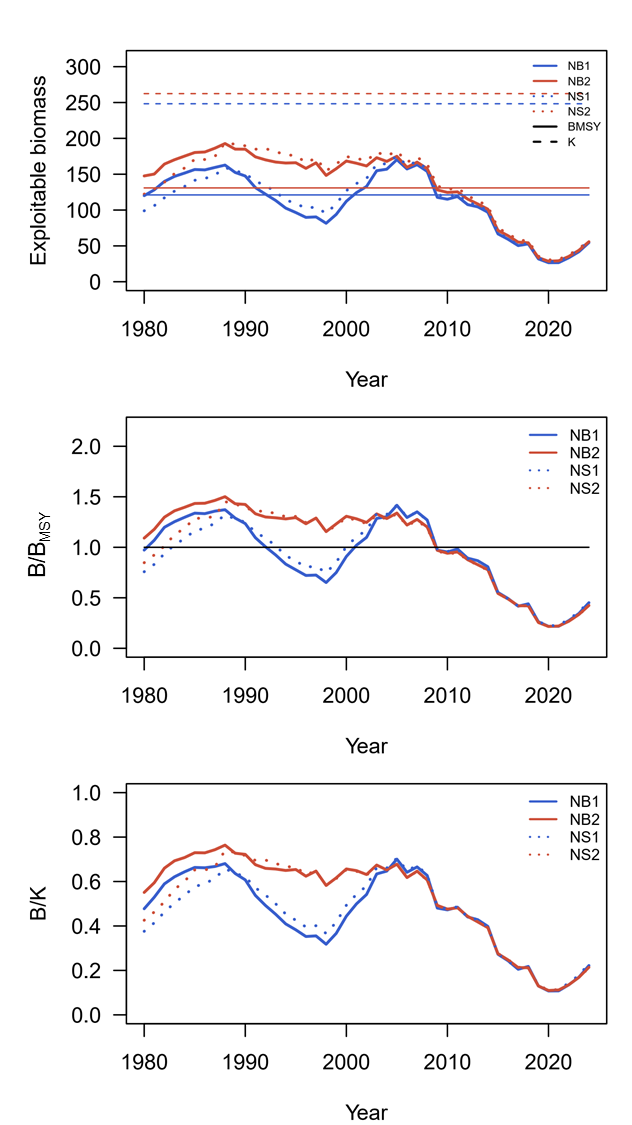 Exploitable biomass
300
250
200
150
100
50
0
NB1
NB2
NS1
NS2
BMSY
K
1980 1990 2000 2010 2020
Year
B/BMSY
2.0
1.5
1.0
0.5
0.0
NB1
NB2
NS1
NS2
1980 1990 2000 2010 2020
Year
B/K
1.0
0.8
0.6
0.4
0.2
0.0
NB1
NB2
NS1
NS2
1980 1990 2000 2010 2020
Year